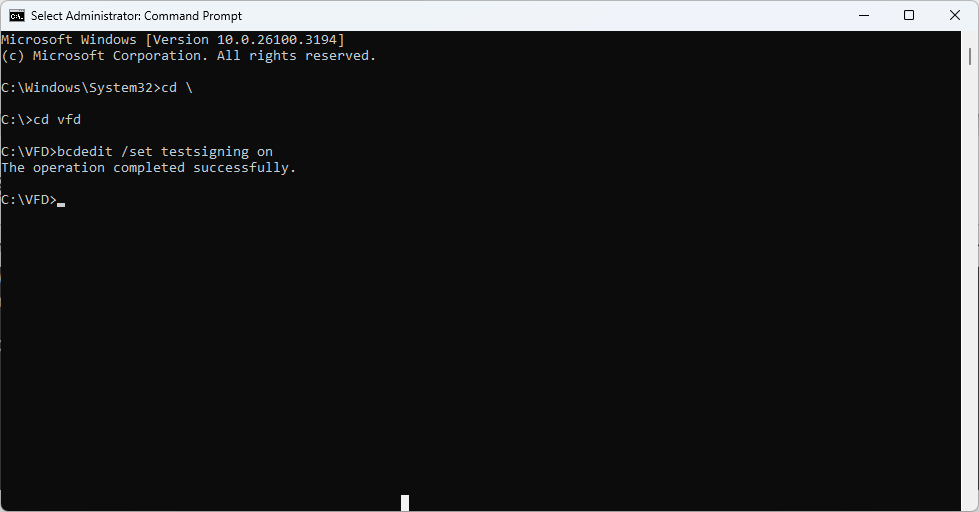 Select Administrator: Command Prompt
Microsoft Windows [Version 10.0.26100.3194]
(c) Microsoft Corporation. All rights reserved.
C:\Windows\System32>cd \
C:\>cd vfd
C:\VFD>bcdedit /set testsigning on
The operation completed successfully.
C:\VFD>